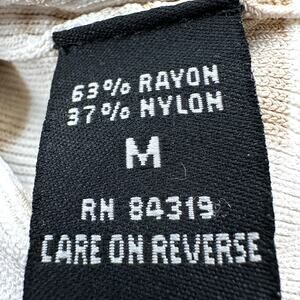 63% RAYON
37% NYLON
M
RN 84319
CARE ON REVERSE